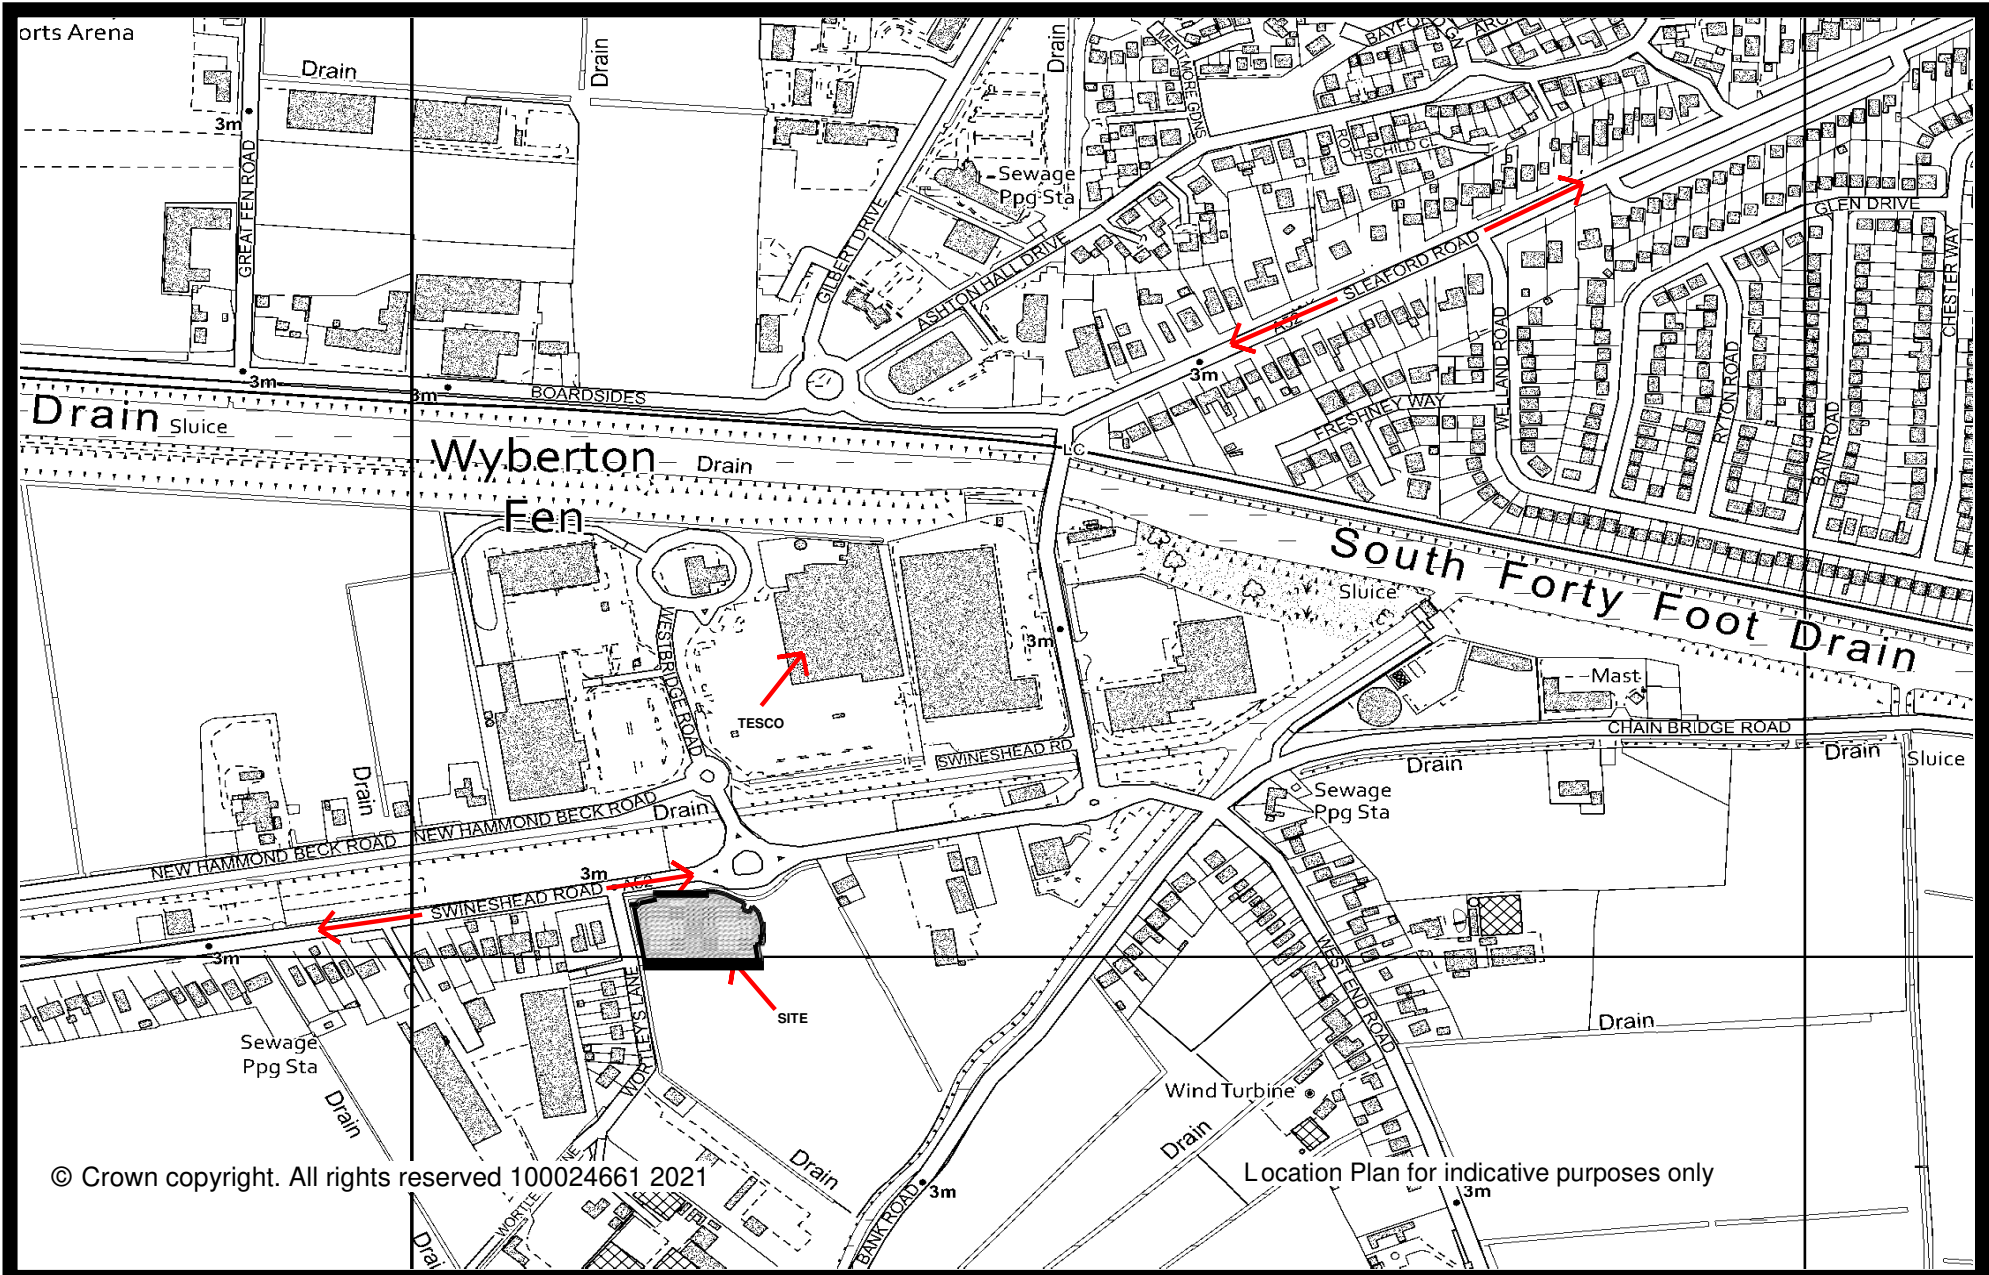 orts Arena
Drain
Drain
Drain
MENTMORE GDNS
3m
GREAT FEN ROAD
Sewage
Ppg Sta
ROTHSCHILD CL
GILBERT DRIVE
ASHTON HALL DRIVE
SLEAFORD ROAD
A52
GLEN DRIVE
CHESTER WAY
3m
3m
3m
BOARDSIDES
3m
WELLAND ROAD
RYTON ROAD
BAIN ROAD
FRESHNEY WAY
Drain
Sluice
Wyberton
Fen
Drain
LC
South Forty Foot Drain
Sluice
3m
WESTBRIDGE ROAD
TESCO
Mast
CHAIN BRIDGE ROAD
SWINESHEAD RD
Drain
Drain
Sluice
Drain
Sewage
Ppg Sta
NEW HAMMOND BECK ROAD
NEW HAMMOND BECK ROAD
Drain
3m
SWINESHEAD ROAD
A52
3m
WORTLEYS LANE
SITE
WEST END ROAD
Sewage
Ppg Sta
Drain
Drain
Wind Turbine
Drain
Drain
© Crown copyright. All rights reserved 100024661 2021
Location Plan for indicative purposes only
3m
3m
BANK ROAD
Drai